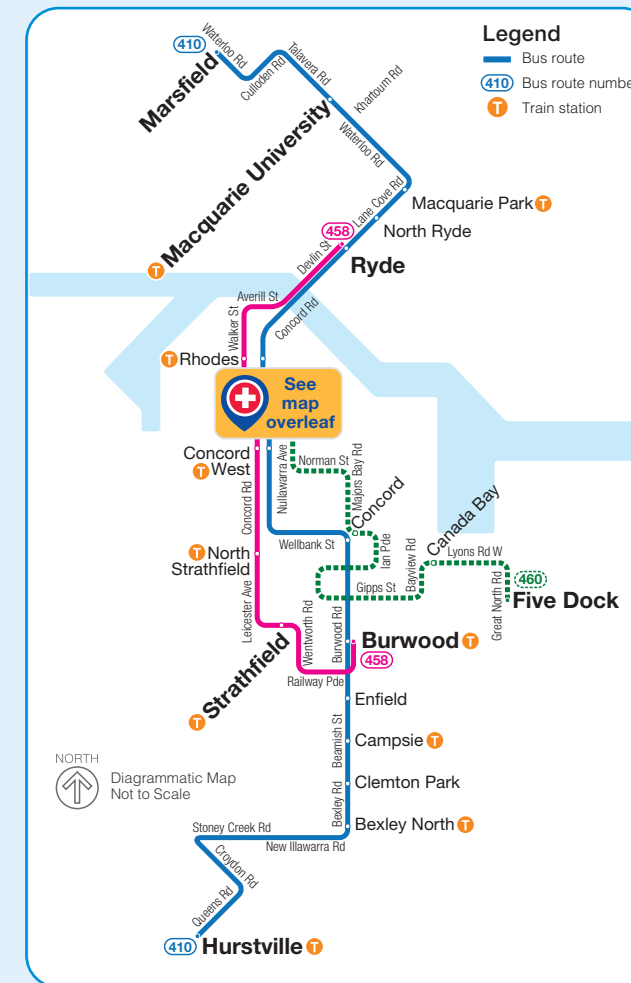 Legend
Bus route
410 Bus route numbe
T Train station
410
Waterloo Rd
Culloden Rd
Talavera Rd
Khartoum Rd
Marsfield
Waterloo Rd
T Macquarie University
Lane Cove Rd
Macquarie Park T
North Ryde
458
Devlin St
Ryde
Averill St
Concord Rd
Walker St
T Rhodes
See
map
overleaf
Concord
T West
Nullawarra Ave
Norman St
Majors Bay Rd
Concord
Concord Rd
Wellbank St
Ian Pde
Bayview Rd
Canada Bay
Lyons Rd W
T North
Strathfield
Gipps St
Great North Rd
460
Five Dock
Leicester Ave
T Strathfield
Wentworth Rd
Burwood Rd
Burwood T
458
Railway Pde
Enfield
Beamish St
Campsie T
NORTH
Diagrammatic Map
Not to Scale
Clemton Park
Bexley Rd
Bexley North T
Stoney Creek Rd
New Illawarra Rd
Croydon Rd
Queens Rd
410 Hurstville T